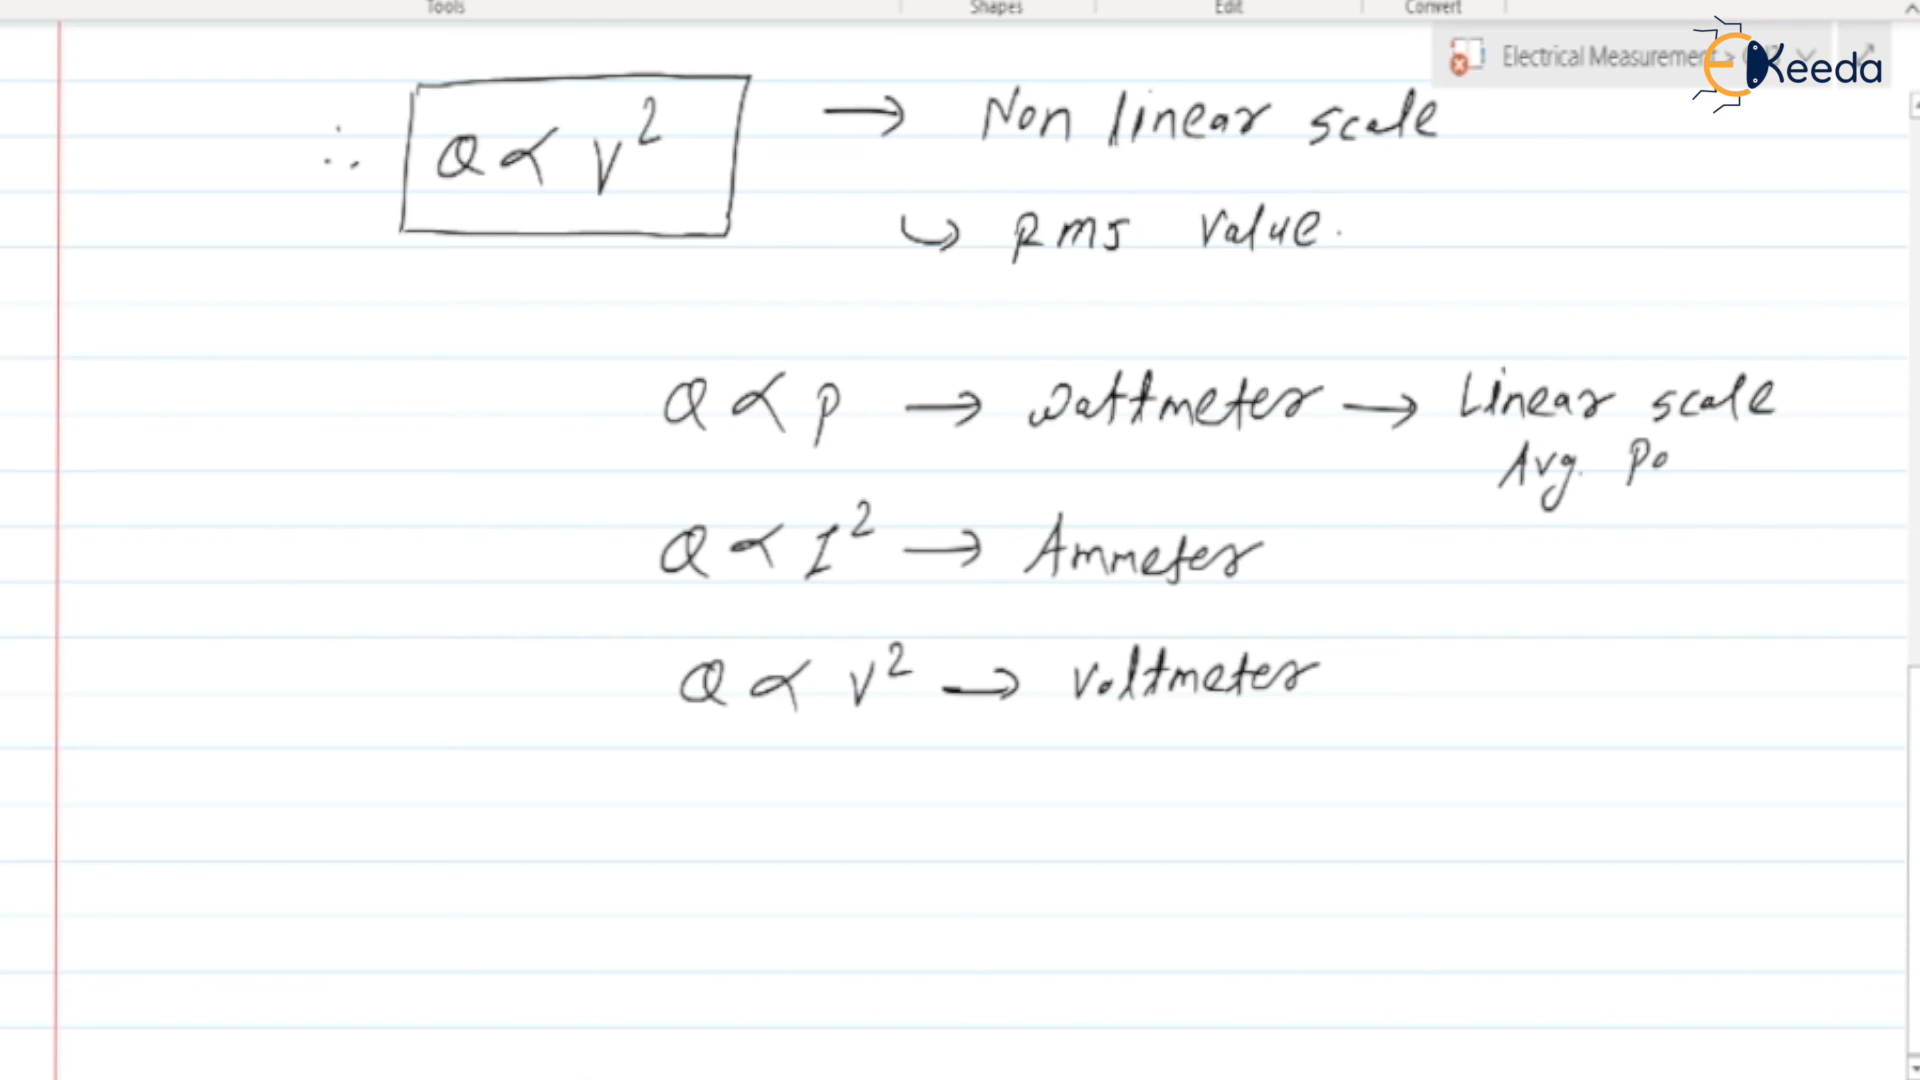 Tools Shapes Edit Convert
Electrical Measurement >
EKeeda
∴ Q ∝ V² → Non linear scale
↳ RMS Value.
Q ∝ P → Wattmeter → Linear scale
Avg. Po
Q ∝ I² → Ammeter
Q ∝ V² → Voltmeter